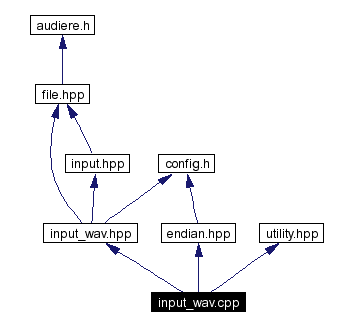 audiere.h
file.hpp
input.hpp
config.h
input_wav.hpp
endian.hpp
utility.hpp
input_wav.cpp